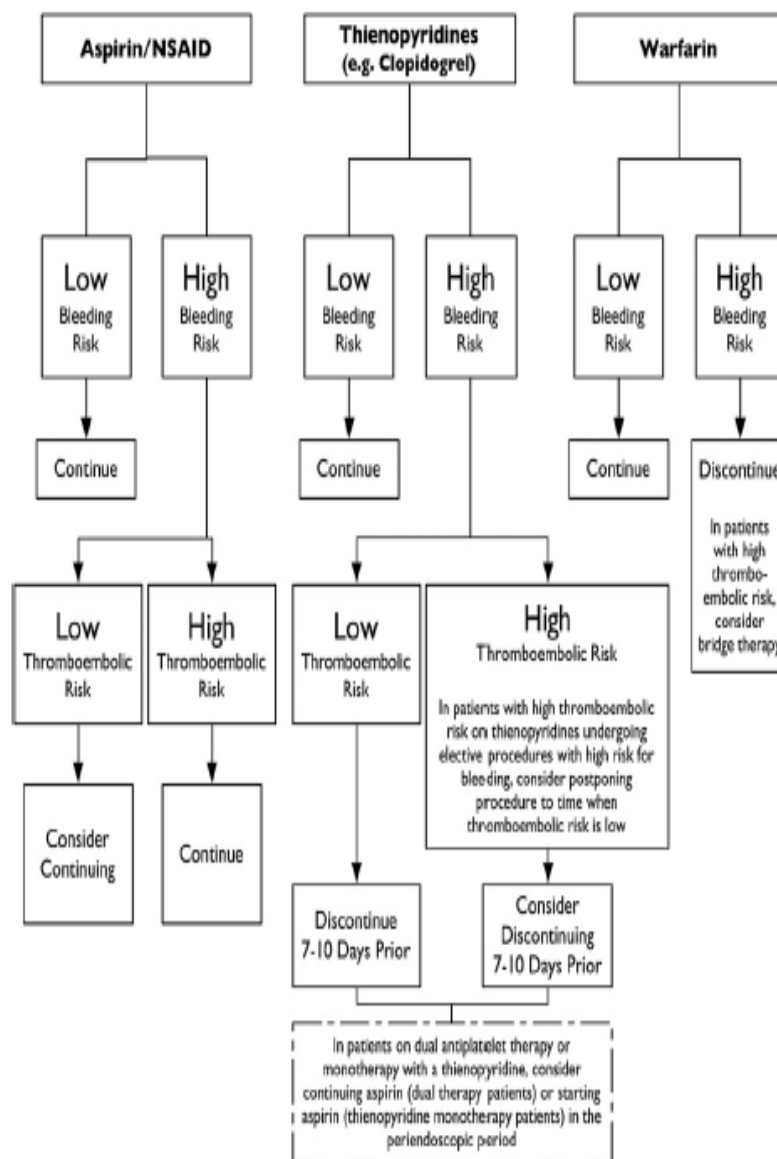 Aspirin/NSAID
Thienopyridines
(e.g. Clopidogrel)
Warfarin
Low
Bleeding
Risk
High
Bleeding
Risk
Low
Bleeding
Risk
High
Bleeding
Risk
Low
Bleeding
Risk
High
Bleeding
Risk
Continue
Continue
Continue
Discontinue
In patients
with high
thrombo-
embolic risk,
consider
bridge therapy
Low
Thromboembolic
Risk
High
Thromboembolic
Risk
Low
Thromboembolic
Risk
High
Thromboembolic Risk
In patients with high thromboembolic
risk on thienopyridines undergoing
elective procedures with high risk for
bleeding, consider postponing
procedure to time when
thromboembolic risk is low
Consider
Continuing
Continue
Discontinue
7-10 Days Prior
Consider
Discontinuing
7-10 Days Prior
In patients on dual antiplatelet therapy or
monotherapy with a thienopyridine, consider
continuing aspirin (dual therapy patients) or starting
aspirin (thienopyridine monotherapy patients) in the
periendoscopic period